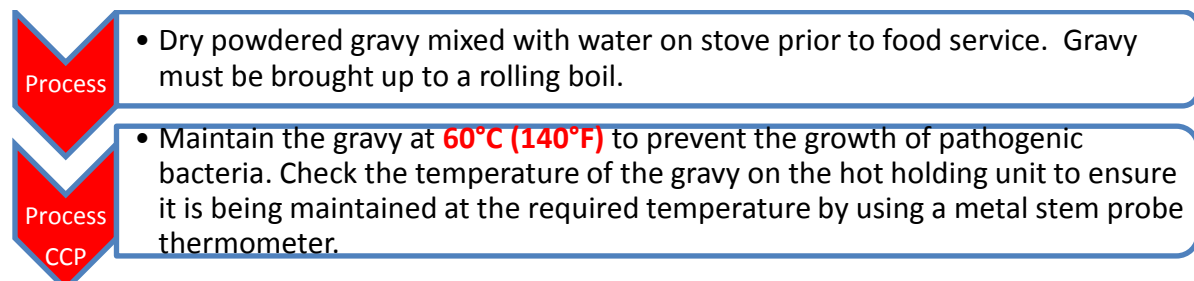 Process
• Dry powdered gravy mixed with water on stove prior to food service.  Gravy
must be brought up to a rolling boil.
Process
CCP
• Maintain the gravy at 60°C (140°F) to prevent the growth of pathogenic
bacteria. Check the temperature of the gravy on the hot holding unit to ensure
it is being maintained at the required temperature by using a metal stem probe
thermometer.